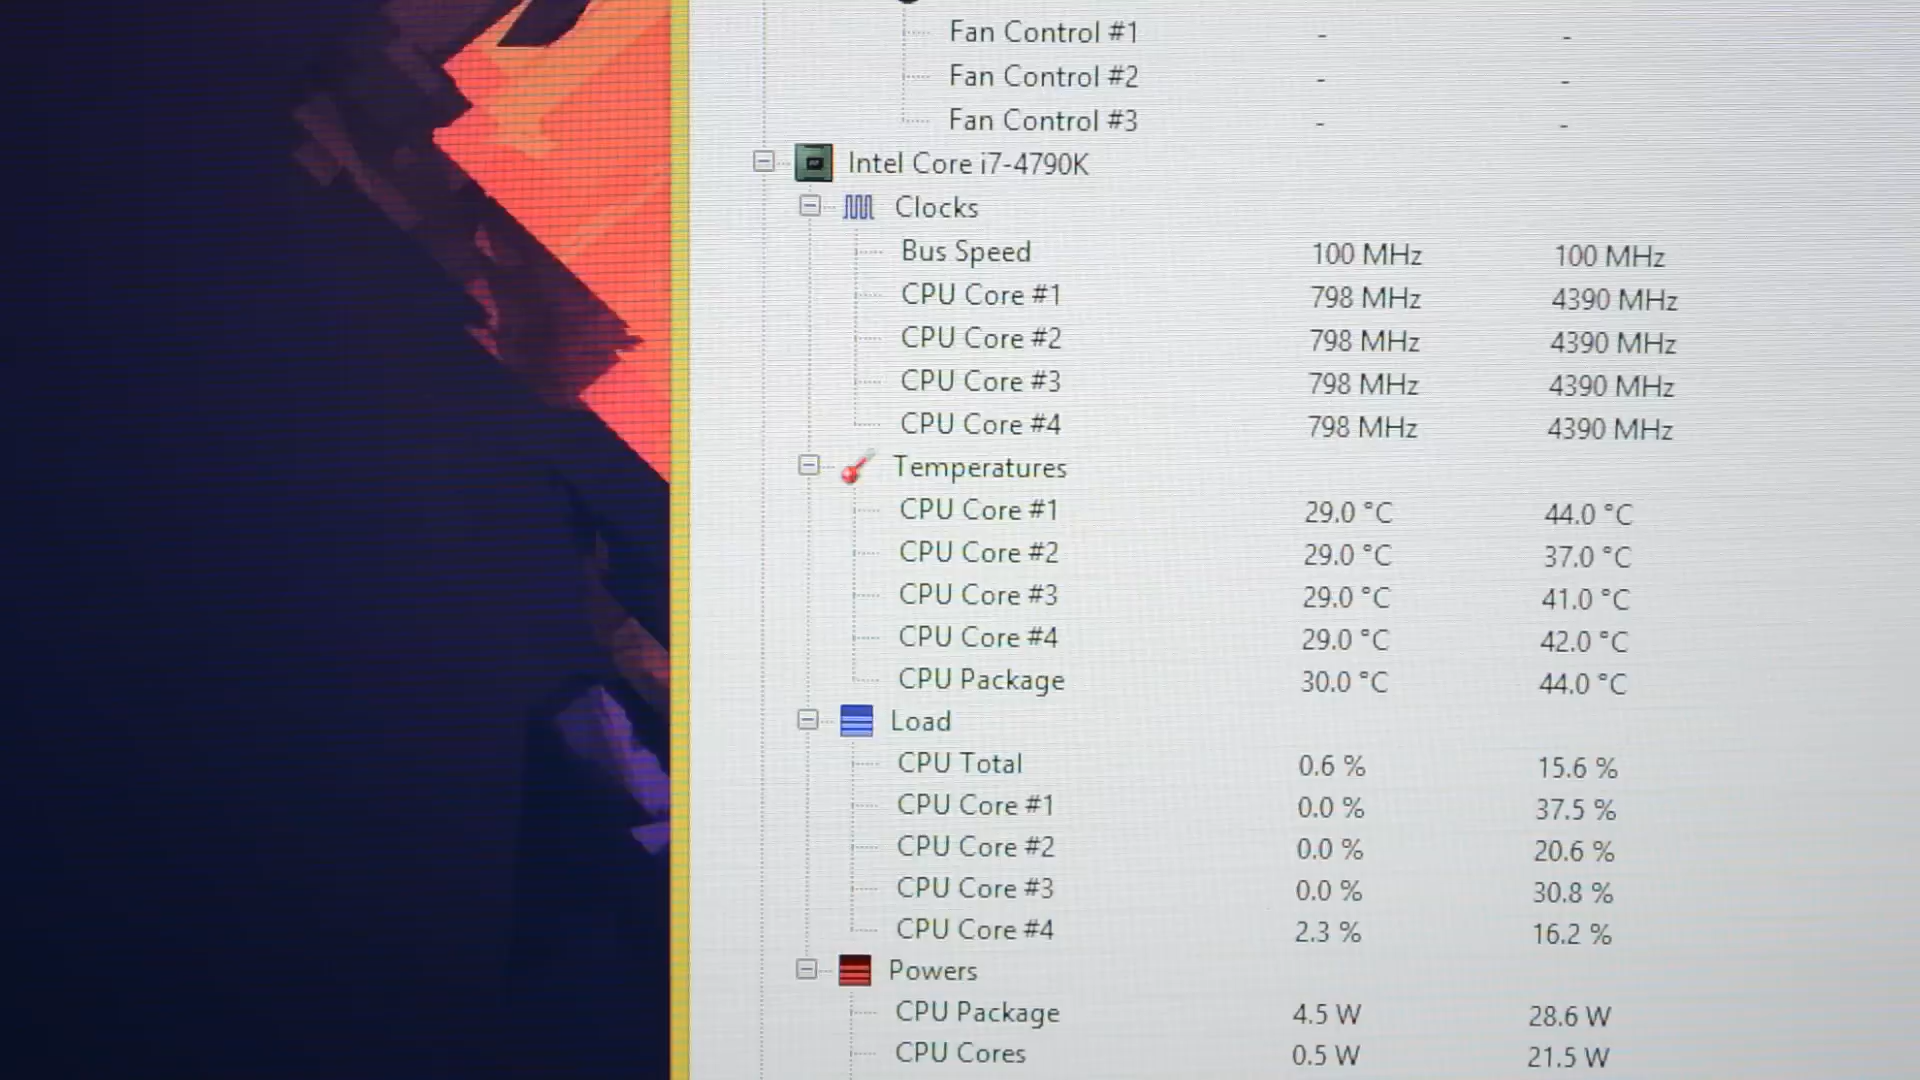 Fan Control #1 - -
Fan Control #2 - -
Fan Control #3 - -
Intel Core i7-4790K
Clocks
Bus Speed 100 MHz 100 MHz
CPU Core #1 798 MHz 4390 MHz
CPU Core #2 798 MHz 4390 MHz
CPU Core #3 798 MHz 4390 MHz
CPU Core #4 798 MHz 4390 MHz
Temperatures
CPU Core #1 29.0 °C 44.0 °C
CPU Core #2 29.0 °C 37.0 °C
CPU Core #3 29.0 °C 41.0 °C
CPU Core #4 29.0 °C 42.0 °C
CPU Package 30.0 °C 44.0 °C
Load
CPU Total 0.6 % 15.6 %
CPU Core #1 0.0 % 37.5 %
CPU Core #2 0.0 % 20.6 %
CPU Core #3 0.0 % 30.8 %
CPU Core #4 2.3 % 16.2 %
Powers
CPU Package 4.5 W 28.6 W
CPU Cores 0.5 W 21.5 W